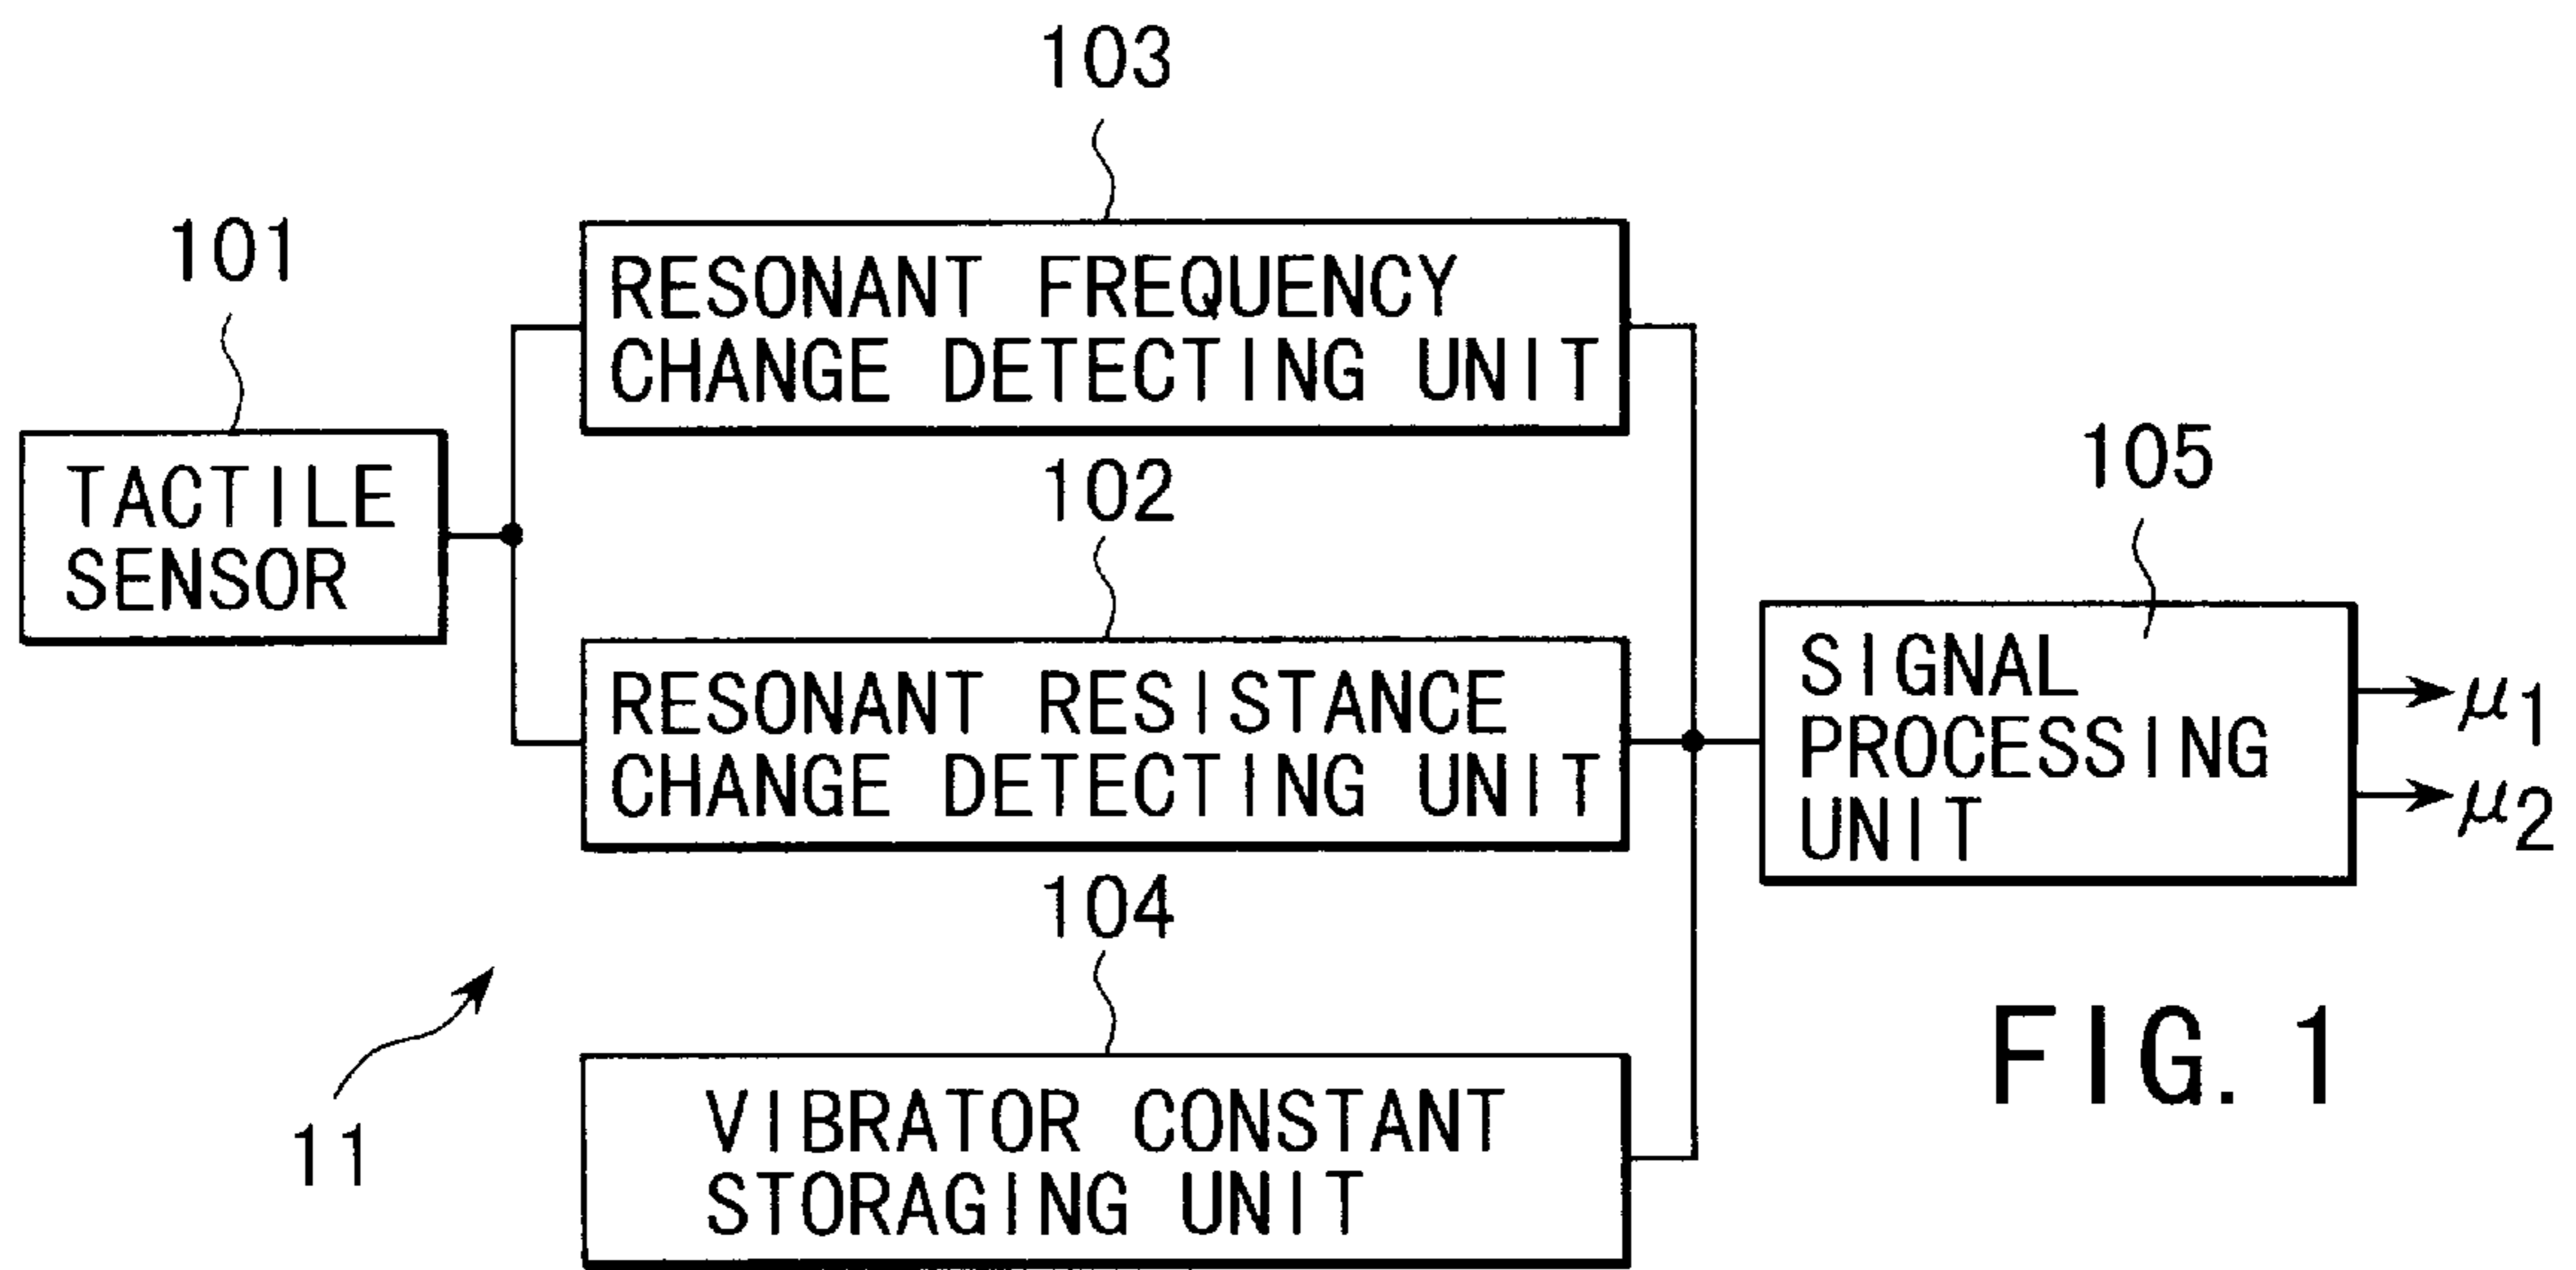 103
101
RESONANT FREQUENCY
CHANGE DETECTING UNIT
TACTILE
SENSOR
102
105
RESONANT RESISTANCE
CHANGE DETECTING UNIT
SIGNAL
PROCESSING
UNIT
μ1
μ2
104
11
VIBRATOR CONSTANT
STORAGING UNIT
FIG. 1